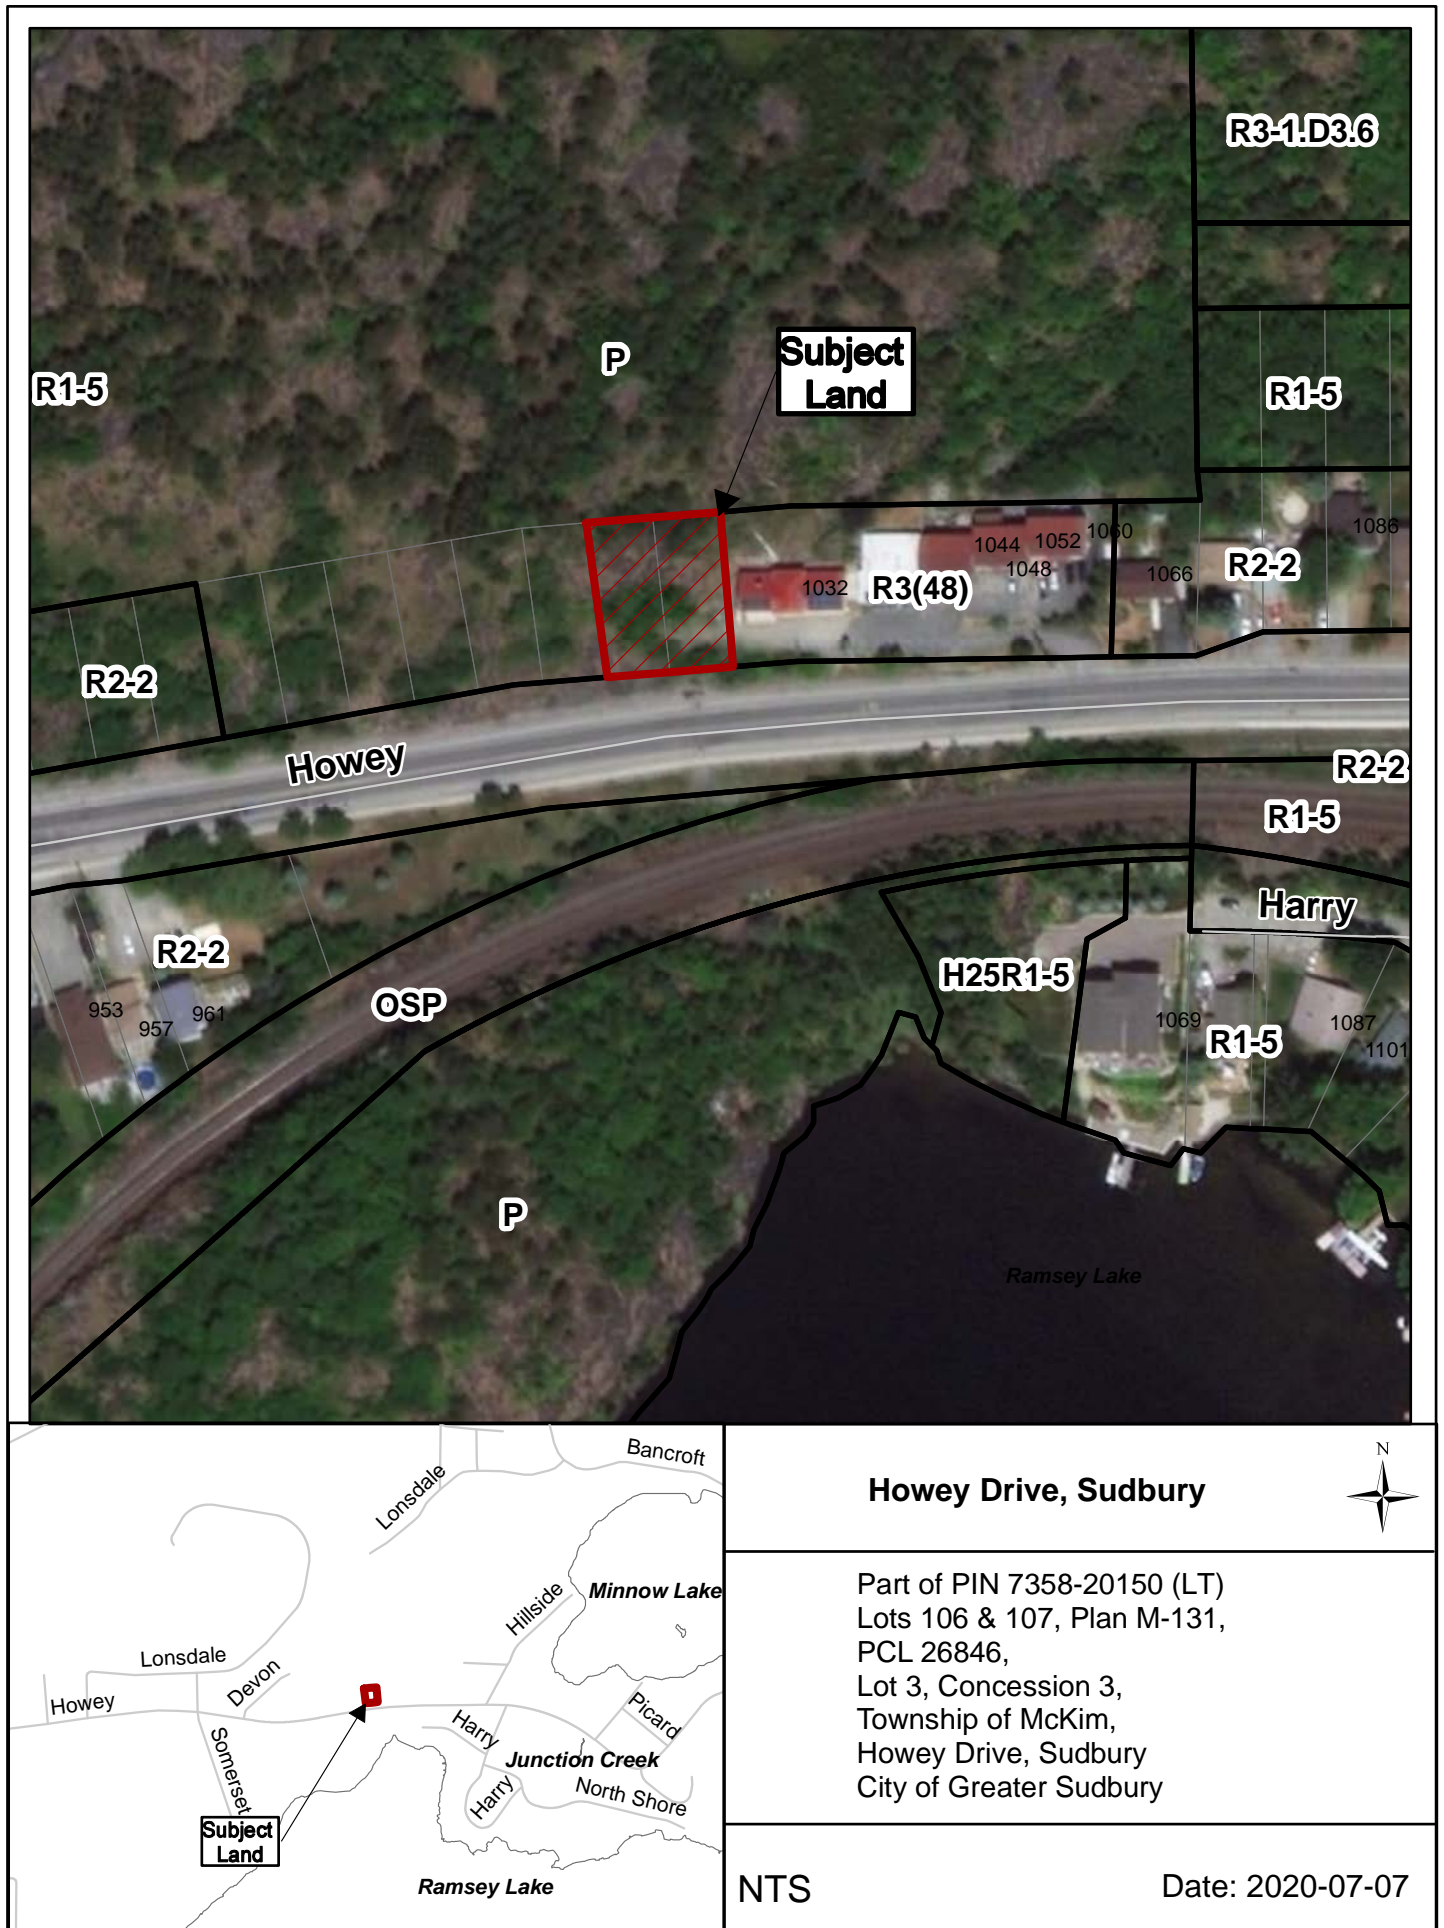 R3-1.D3.6
Subject
Land
P
R1-5
R1-5
1086
1060
1044
1052
1048
R2-2
1066
1032
R3(48)
R2-2
Howey
R2-2
R1-5
Harry
R2-2
H25R1-5
OSP
953
957
961
1069
1087
R1-5
1101
P
Ramsey Lake
Bancroft
Lonsdale
Minnow Lake
Hillside
Lonsdale
Devon
Howey
Picard
Harry
Somerset
Junction Creek
Harry
North Shore
Subject
Land
Ramsey Lake
Howey Drive, Sudbury
N
Part of PIN 7358-20150 (LT)
Lots 106 & 107, Plan M-131,
PCL 26846,
Lot 3, Concession 3,
Township of McKim,
Howey Drive, Sudbury
City of Greater Sudbury
NTS
Date: 2020-07-07